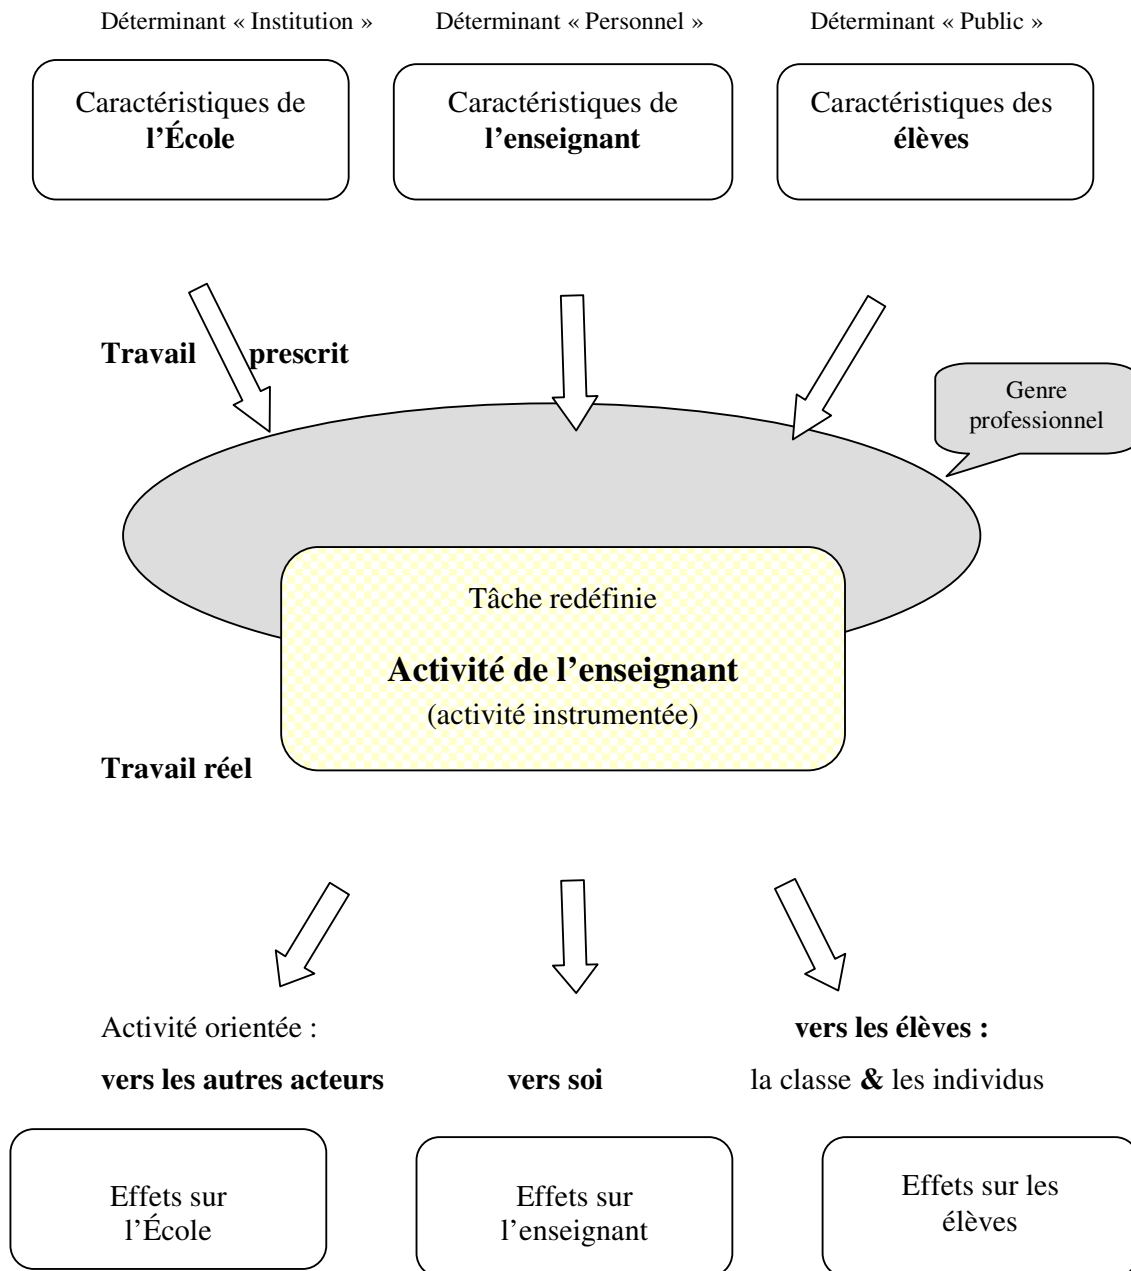 Déterminant « Institution »
Déterminant « Personnel »
Déterminant « Public »
Caractéristiques de
l’École
Caractéristiques de
l’enseignant
Caractéristiques des
élèves
Travail prescrit
Genre
professionnel
Tâche redéfinie
Activité de l’enseignant
(activité instrumentée)
Travail réel
Activité orientée :
vers les autres acteurs
vers soi
vers les élèves :
la classe & les individus
Effets sur
l’École
Effets sur
l’enseignant
Effets sur les
élèves